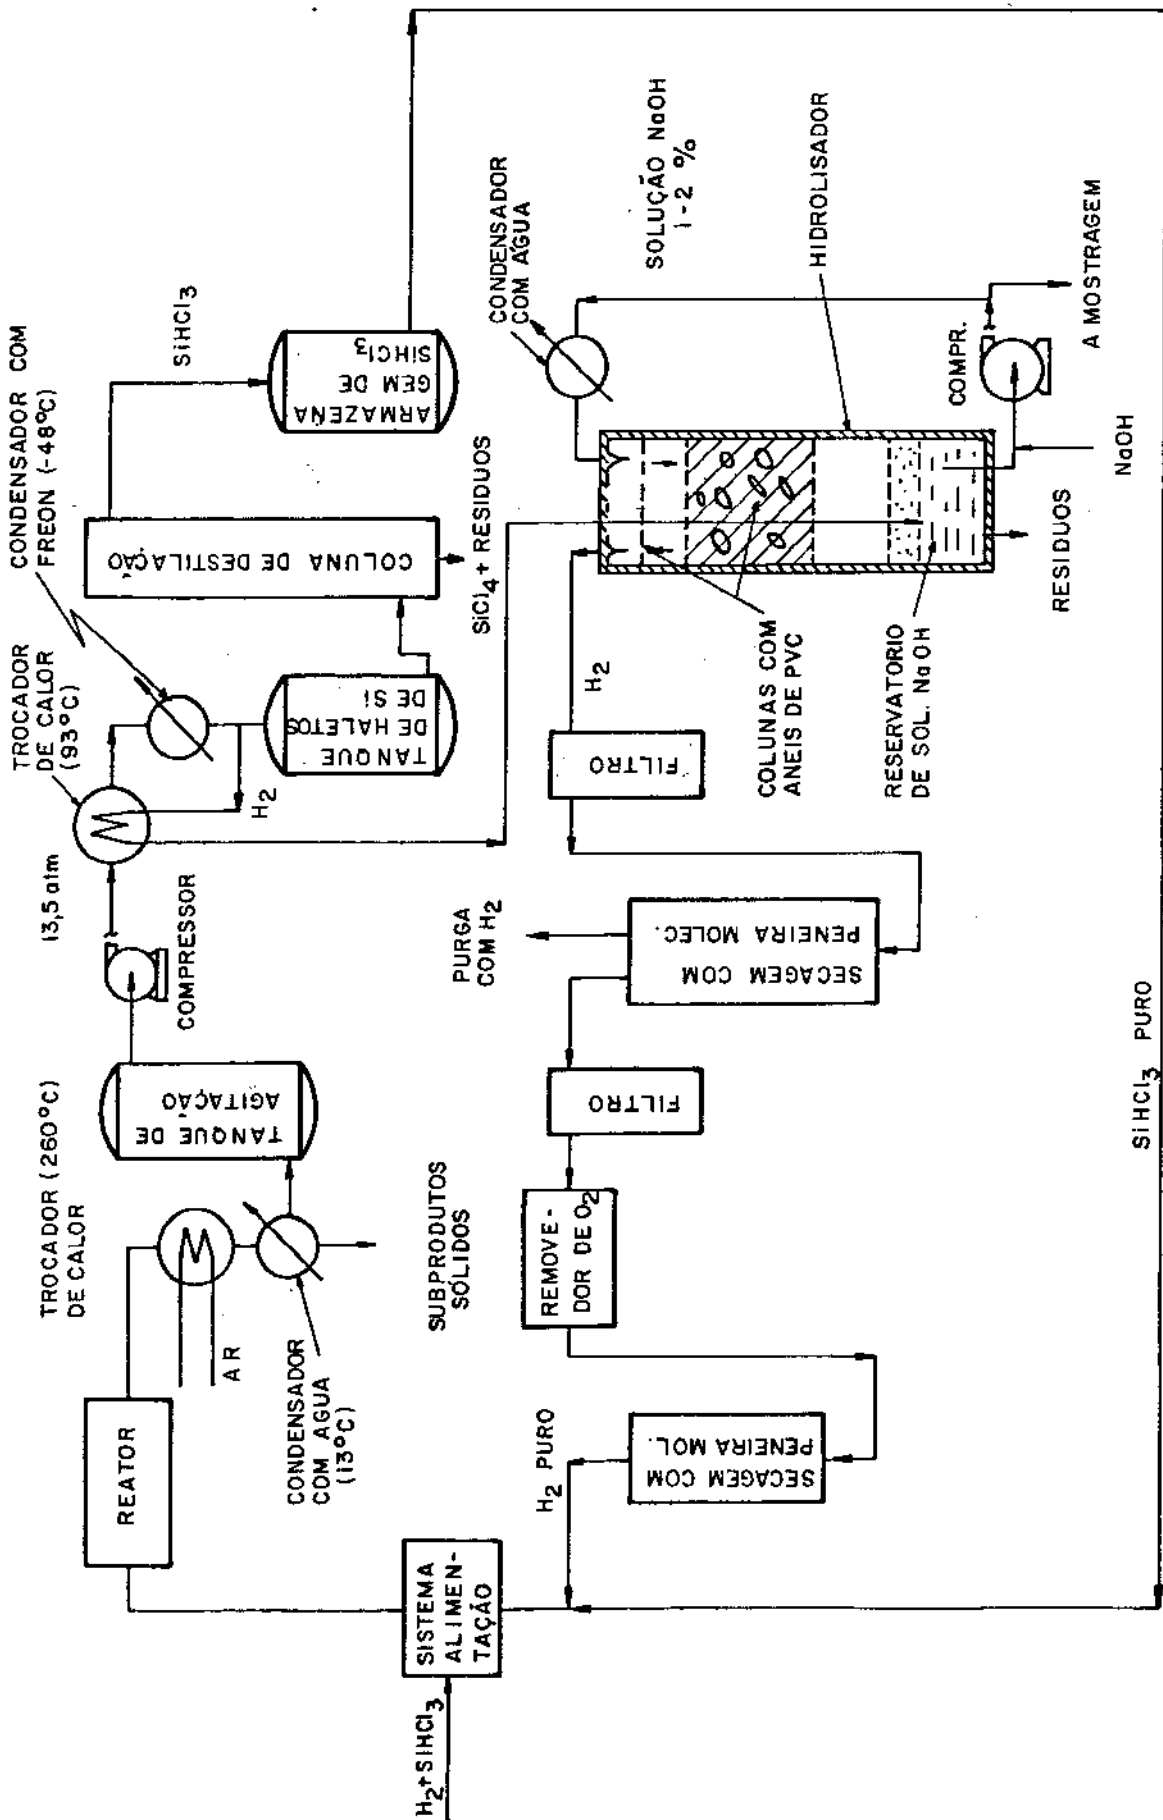 H2+SiHCl3
SISTEMA
ALIMEN-
TAÇÃO
REATOR
TROCADOR (260°C)
DE CALOR
AR
CONDENSADOR
COM AGUA
(13°C)
SUBPRODUTOS
SÓLIDOS
TANQUE DE
AGITAÇÃO
COMPRESSOR
13,5 atm
TROCADOR
DE CALOR
(93°C)
CONDENSADOR COM
FREON (-48°C)
H2
TANQUE
DE HALETOS
DE Si
COLUNA DE DESTILAÇÃO
SiCl4+ RESIDUOS
SiHCl3
ARMAZENA
GEM DE
SiHCl3
CONDENSADOR
COM ÁGUA
SOLUÇÃO NaOH
1-2 %
HIDROLISADOR
COMPR.
A MOSTRAGEM
NaOH
RESIDUOS
RESERVATORIO
DE SOL. NaOH
COLUNAS COM
ANEIS DE PVC
H2
FILTRO
PURGA
COM H2
SECAGEM COM
PENEIRA MOLEC.
FILTRO
REMOVE-
DOR DE O2
SECAGEM COM
PENEIRA MOL.
H2 PURO
SiHCl3 PURO